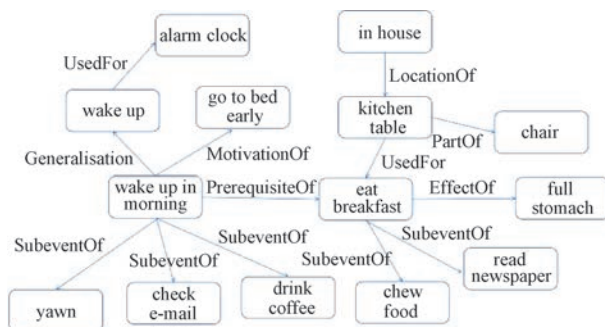 alarm clock
in house
UsedFor
LocationOf
wake up
go to bed
early
kitchen
table
chair
Generalisation
MotivationOf
PartOf
UsedFor
wake up in
morning
PrerequisiteOf
eat
breakfast
EffectOf
full
stomach
SubeventOf
SubeventOf
SubeventOf
SubeventOf
SubeventOf
yawn
check
e-mail
drink
coffee
chew
food
read
newspaper